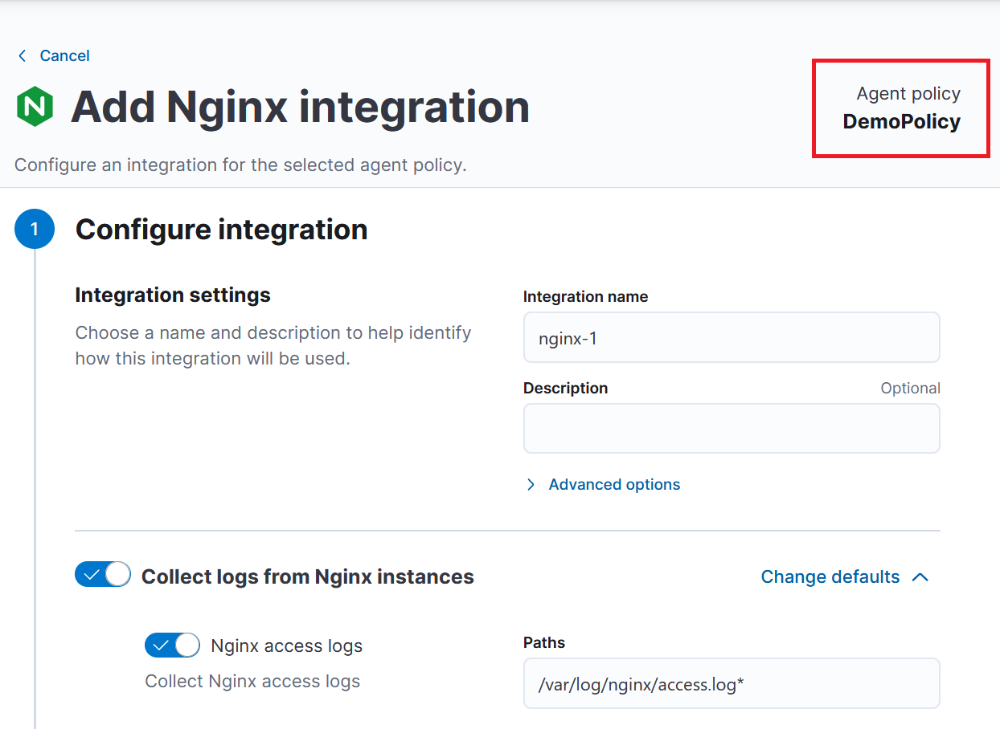 Cancel
N
Add Nginx integration
Agent policy
DemoPolicy
Configure an integration for the selected agent policy.
1
Configure integration
Integration settings
Choose a name and description to help identify
how this integration will be used.
Integration name
nginx-1
Description
Optional
Advanced options
Collect logs from Nginx instances
Change defaults
Nginx access logs
Collect Nginx access logs
Paths
/var/log/nginx/access.log*